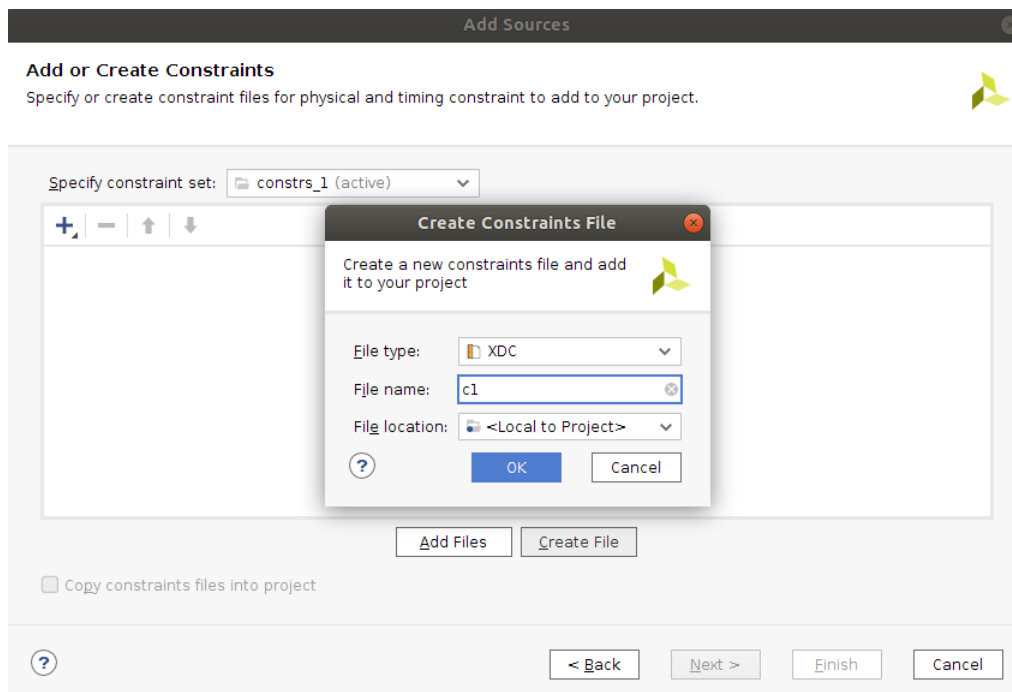 Add Sources
Add or Create Constraints
Specify or create constraint files for physical and timing constraint to add to your project.
Specify constraint set: constrs_1 (active)
Create Constraints File
Create a new constraints file and add
it to your project
File type: XDC
File name: c1
File location: <Local to Project>
? OK Cancel
Add Files Create File
Copy constraints files into project
? < Back Next > Finish Cancel